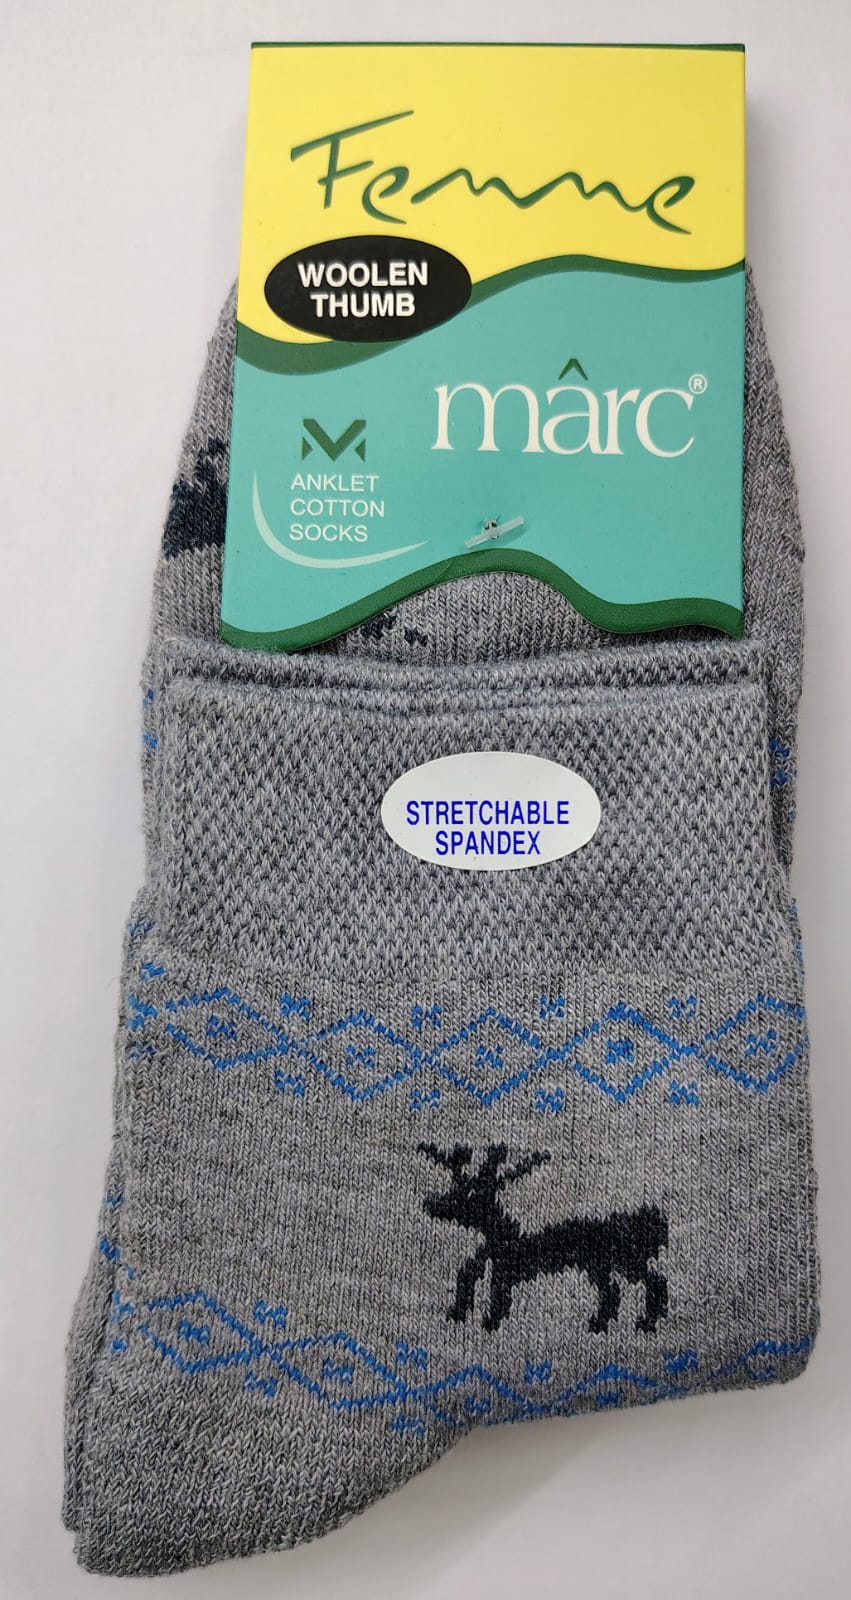 Femme
WOOLEN
THUMB
mârc®
M
ANKLET
COTTON
SOCKS
STRETCHABLE
SPANDEX